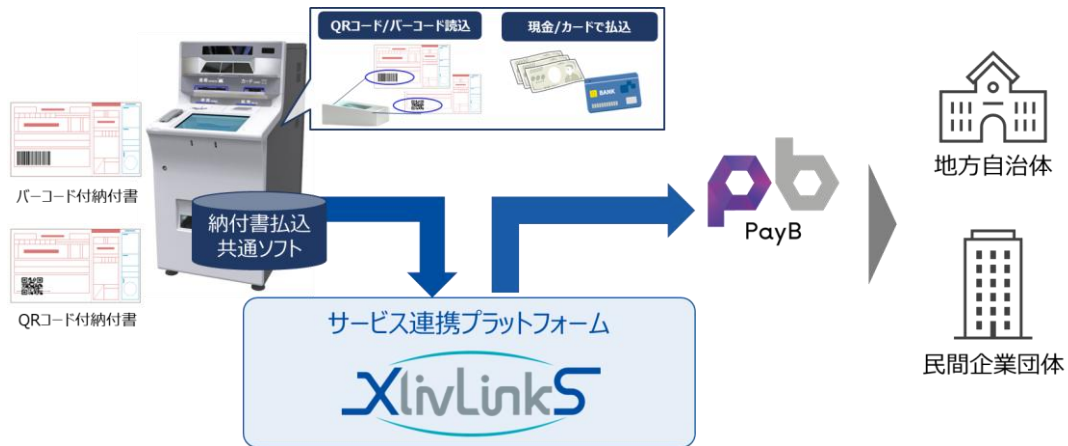 QRコード/バーコード読込
現金/カードで払込
BANK
バーコード付納付書
QRコード付納付書
納付書払込
共通ソフト
サービス連携プラットフォーム
XlivLinkS
pb
PayB
地方自治体
民間企業団体